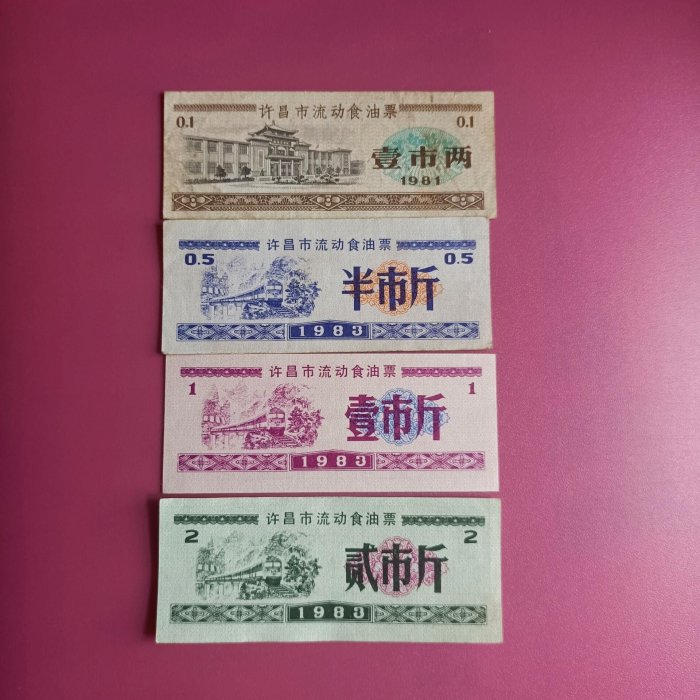 许昌市流动食油票
0.1 0.1
壹市两
1981
许昌市流动食油票
0.5 0.5
半市斤
1983
许昌市流动食油票
1 1
壹市斤
1983
许昌市流动食油票
2 2
贰市斤
1983